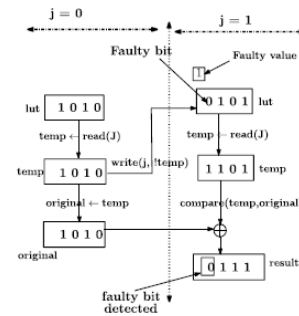 j = 0
j = 1
Faulty bit
1
Faulty value
1 0 1 0
lut
0 1 0 1
lut
temp ← read(J)
temp ← read(J)
temp
1 0 1 0
write(j, !temp)
1 1 0 1
temp
original ← temp
compare(temp,original
1 0 1 0
original
0 1 1 1
result
faulty bit
detected